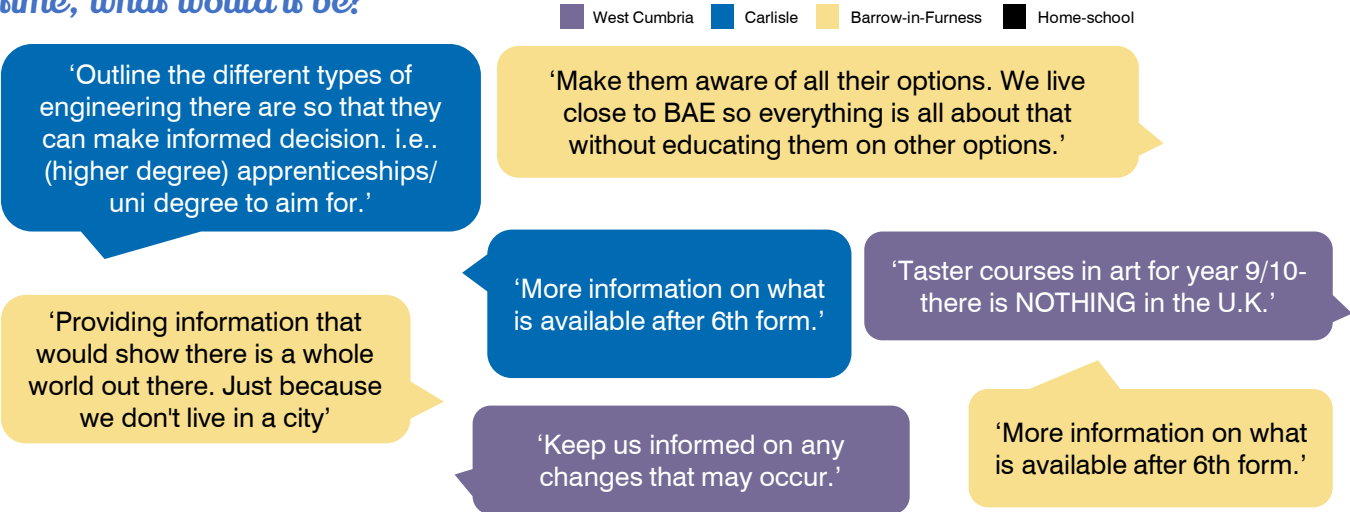 time, what would it be?
West Cumbria
Carlisle
Barrow-in-Furness
Home-school
‘Outline the different types of
engineering there are so that they
can make informed decision. i.e..
(higher degree) apprenticeships/
uni degree to aim for.’
‘Make them aware of all their options. We live
close to BAE so everything is all about that
without educating them on other options.’
‘More information on what
is available after 6th form.’
‘Taster courses in art for year 9/10-
there is NOTHING in the U.K.’
‘Providing information that
would show there is a whole
world out there. Just because
we don't live in a city’
‘Keep us informed on any
changes that may occur.’
‘More information on what
is available after 6th form.’